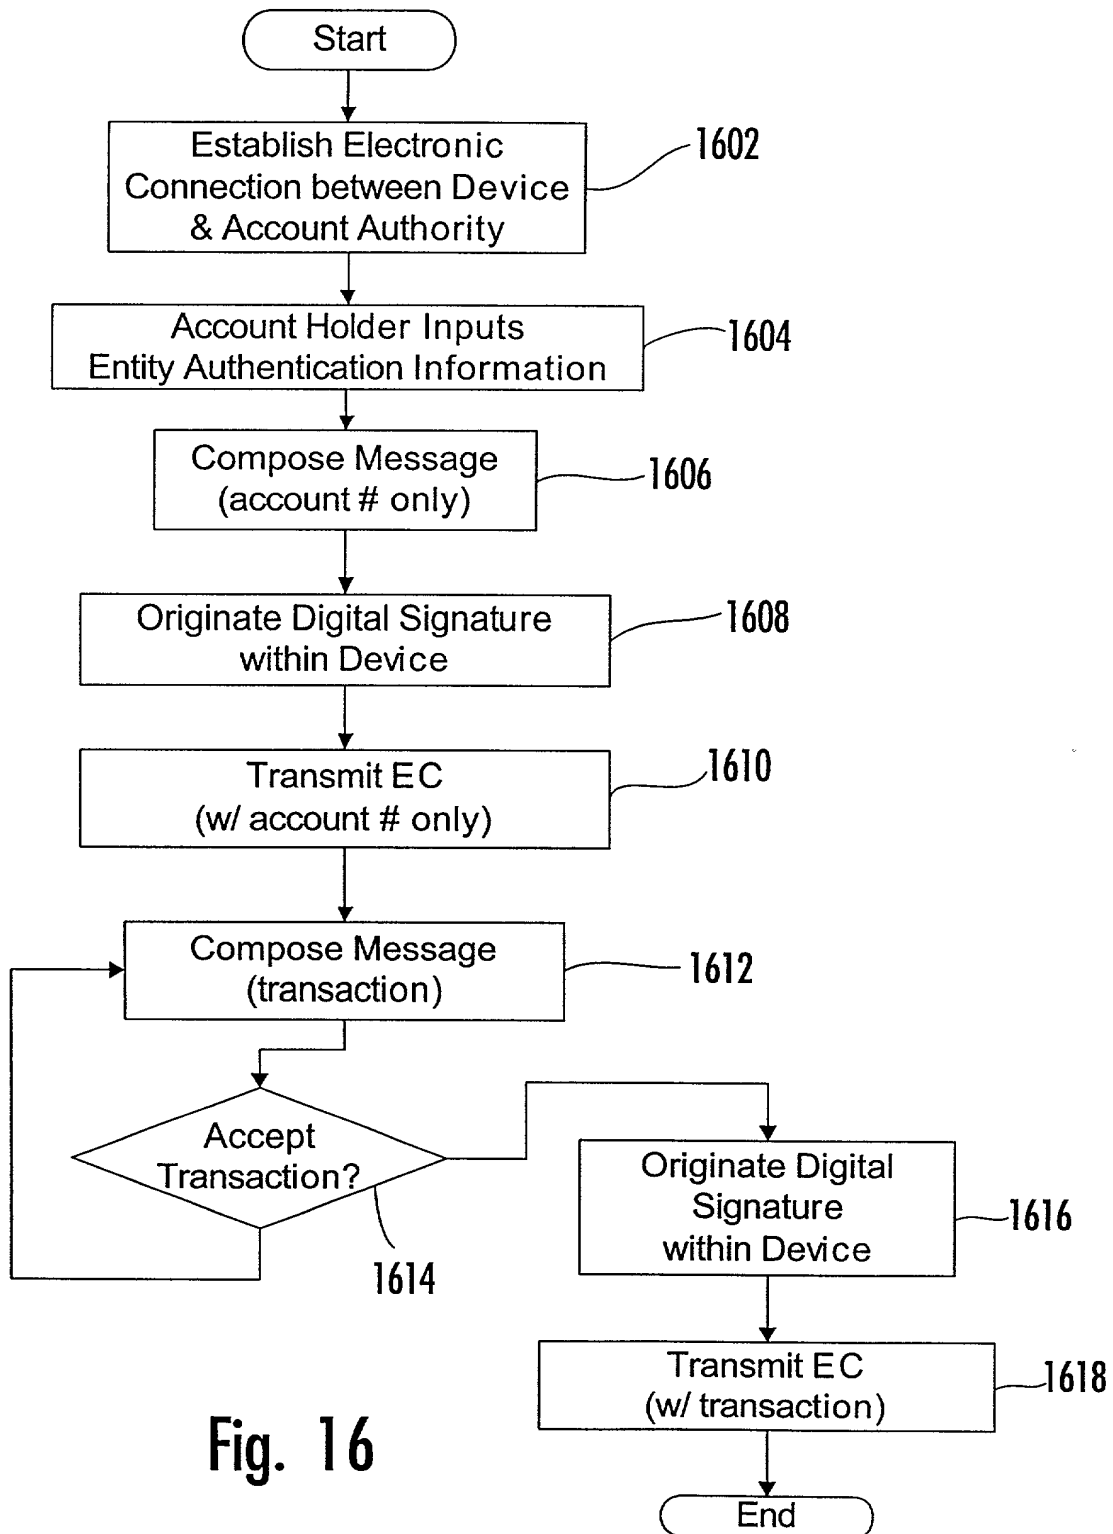 Start
Establish Electronic
Connection between Device
& Account Authority
1602
Account Holder Inputs
Entity Authentication Information
1604
Compose Message
(account # only)
1606
Originate Digital Signature
within Device
1608
Transmit EC
(w/ account # only)
1610
Compose Message
(transaction)
1612
Accept
Transaction?
1614
Originate Digital
Signature
within Device
1616
Transmit EC
(w/ transaction)
1618
End
Fig. 16